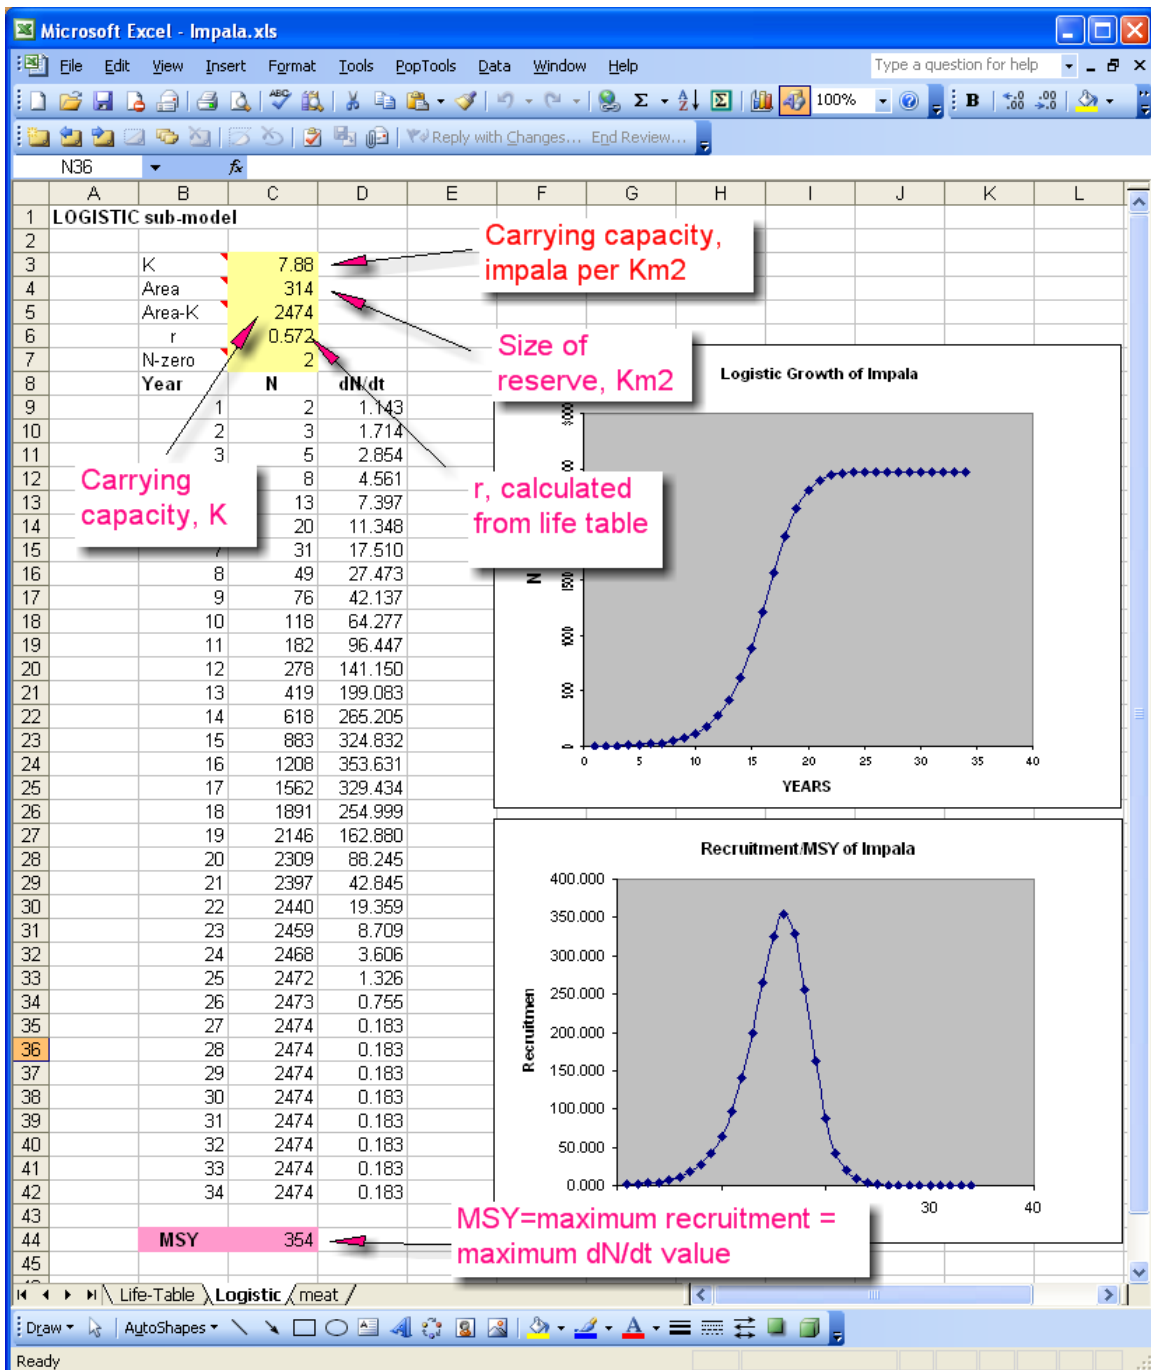 Microsoft Excel - Impala.xls
File Edit View Insert Format Tools PopTools Data Window Help Type a question for help
100% B
Reply with Changes... End Review...
N36 fx
A B C D E F G H I J K L
1 LOGISTIC sub-model
2
3 K 7.88
4 Area 314
5 Area-K 2474
6 r 0.572
7 N-zero 2
8 Year N dN/dt
9 1 2 1.143
10 2 3 1.714
11 3 5 2.854
12 8 4.561
13 13 7.397
14 20 11.348
15 31 17.510
16 8 49 27.473
17 9 76 42.137
18 10 118 64.277
19 11 182 96.447
20 12 278 141.150
21 13 419 199.083
22 14 618 265.205
23 15 883 324.832
24 16 1208 353.631
25 17 1562 329.434
26 18 1891 254.999
27 19 2146 162.880
28 20 2309 88.245
29 21 2397 42.845
30 22 2440 19.359
31 23 2459 8.709
32 24 2468 3.606
33 25 2472 1.326
34 26 2473 0.755
35 27 2474 0.183
36 28 2474 0.183
37 29 2474 0.183
38 30 2474 0.183
39 31 2474 0.183
40 32 2474 0.183
41 33 2474 0.183
42 34 2474 0.183
43
44 MSY 354
45
Carrying capacity,
impala per Km2
Size of
reserve, Km2
Carrying
capacity, K
r, calculated
from life table
Logistic Growth of Impala
N
1500
1000
500
0
0 5 10 15 20 25 30 35 40
YEARS
Recruitment/MSY of Impala
400.000
350.000
300.000
250.000
200.000
150.000
100.000
50.000
0.000
Recruitmen
30 40
MSY=maximum recruitment =
maximum dN/dt value
Life-Table Logistic meat
Draw AutoShapes
Ready